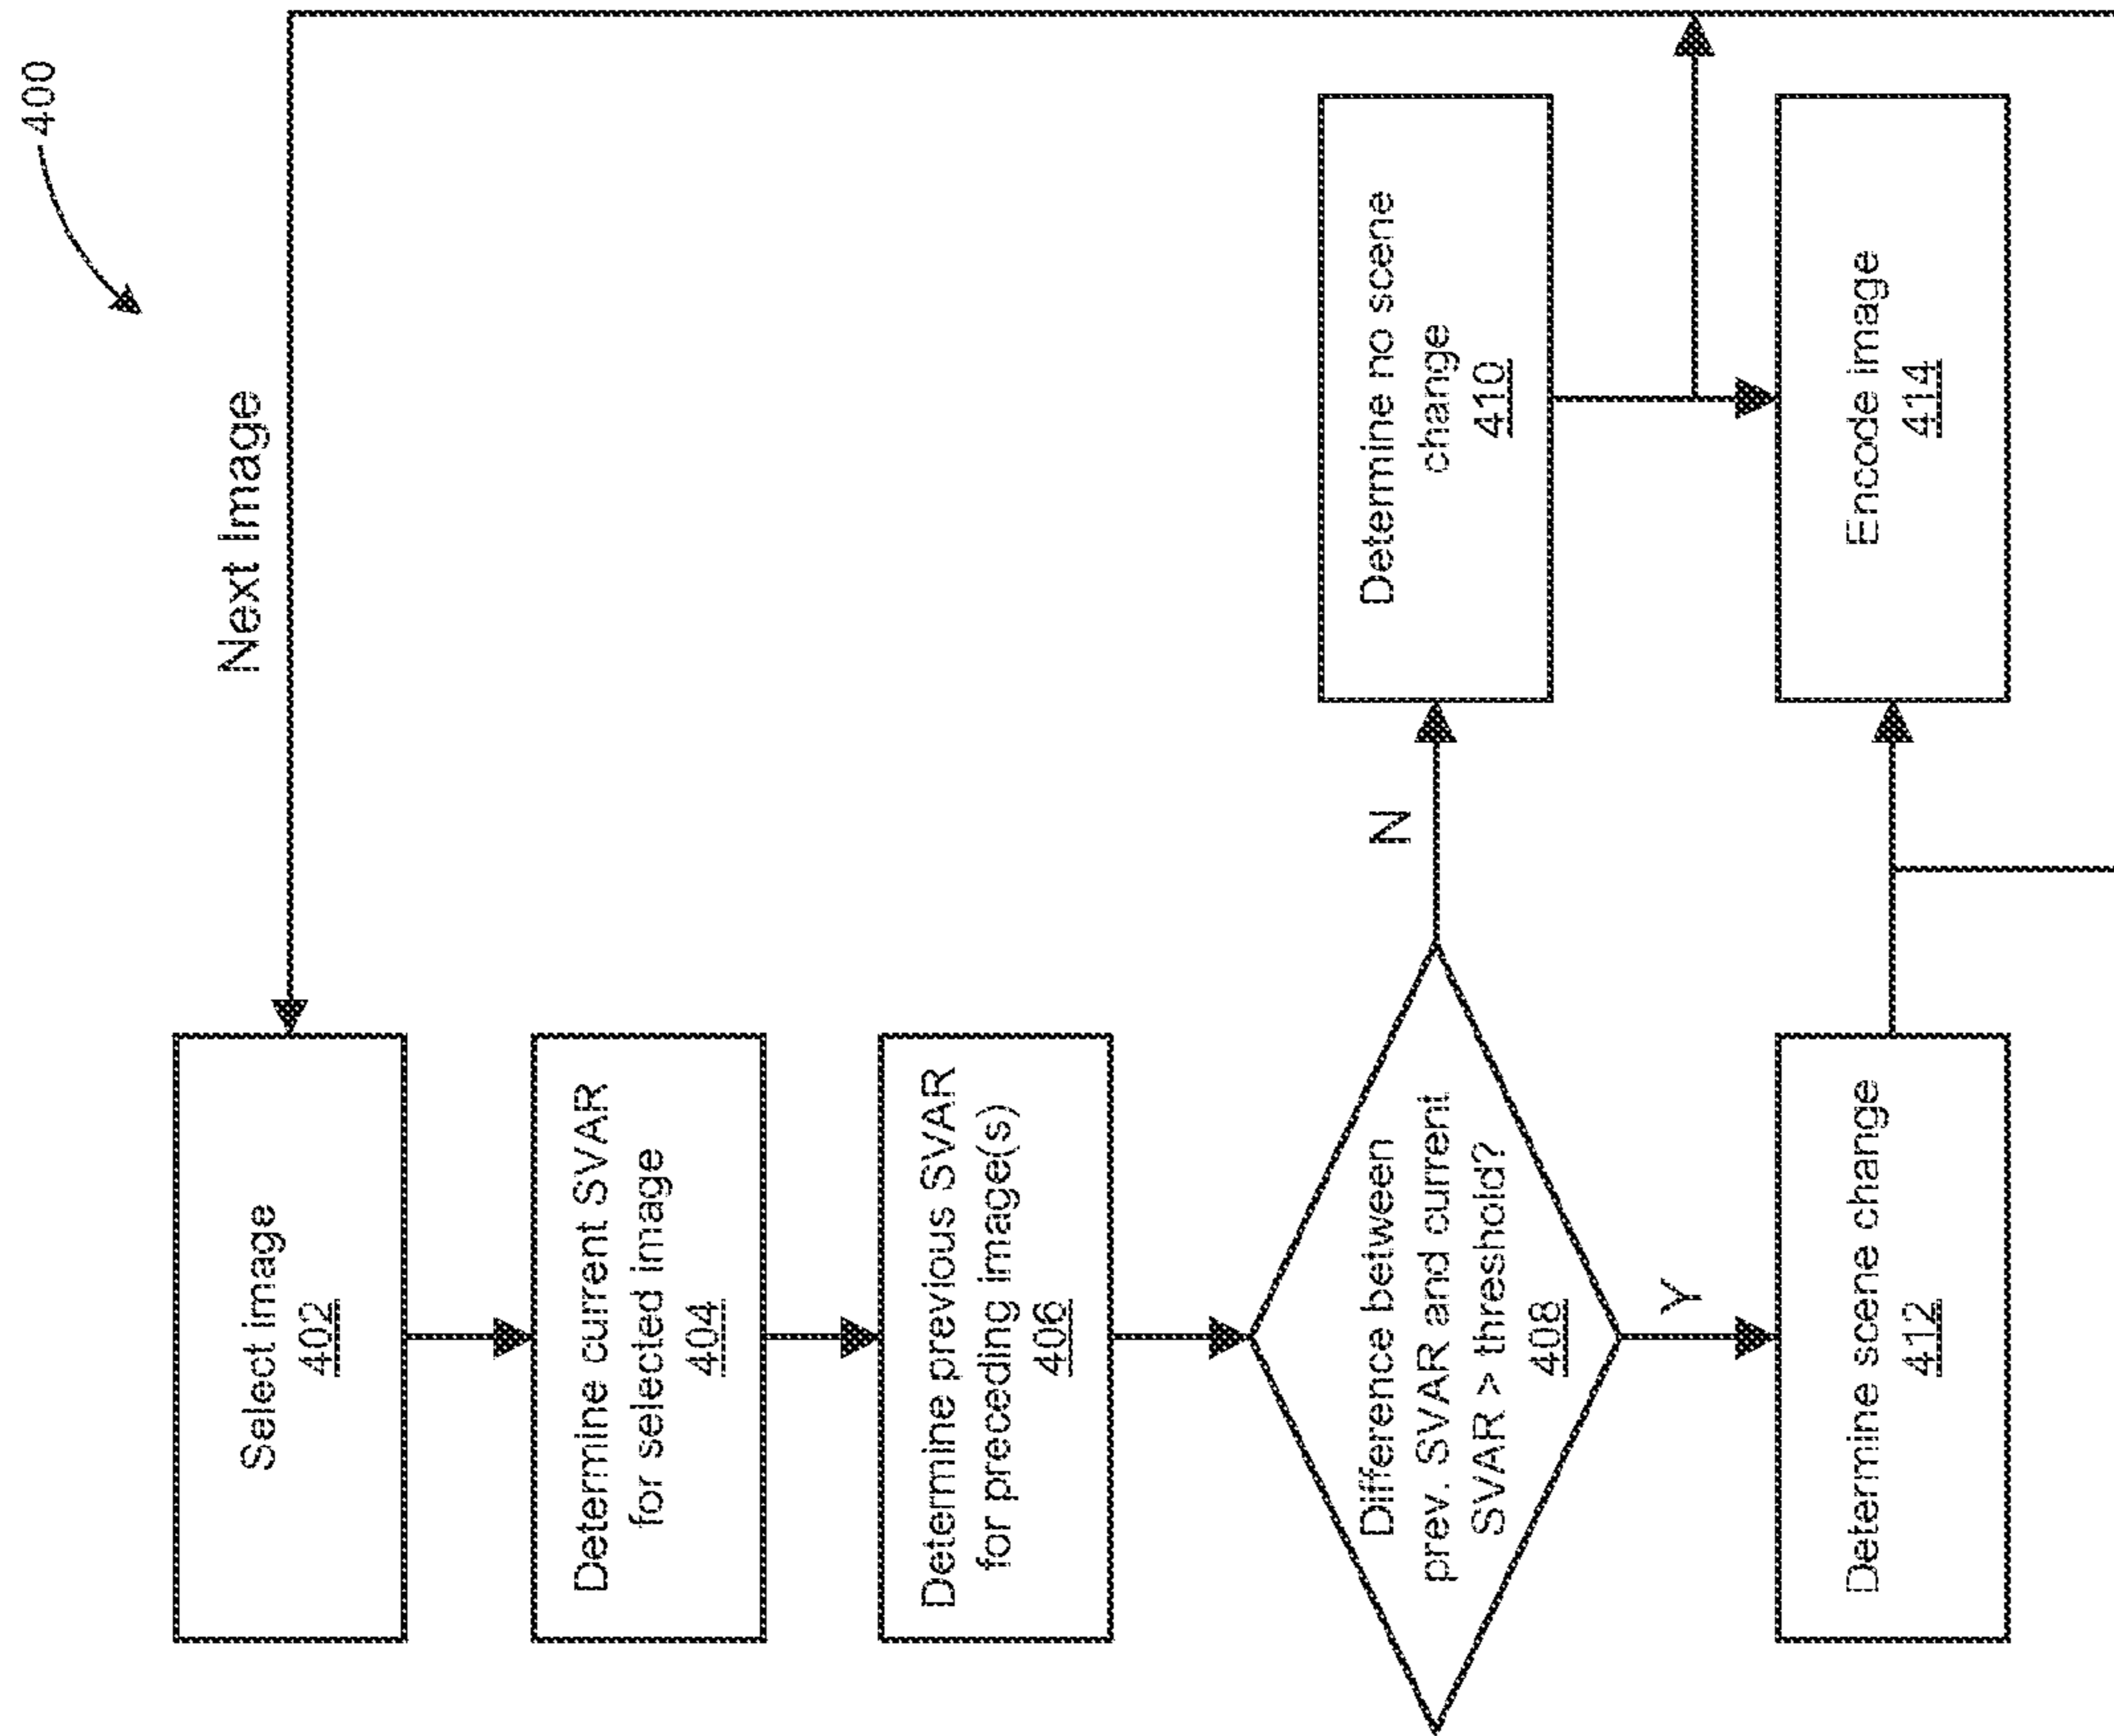 400
Next Image
Select image
402
Determine current SVAR
for selected image
404
Determine previous SVAR
for preceding image(s)
406
Difference between
prev. SVAR and current
SVAR > threshold?
408
N
Determine no scene
change
410
Y
Determine scene change
412
Encode image
414